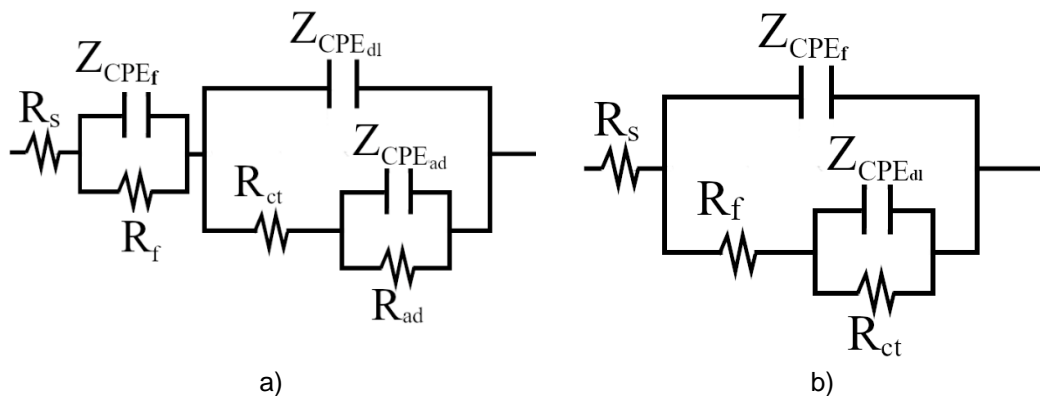 Z_CPE_f
Z_CPE_dl
R_s
R_f
R_ct
Z_CPE_ad
R_ad
a)
Z_CPE_f
R_s
R_f
Z_CPE_dl
R_ct
b)